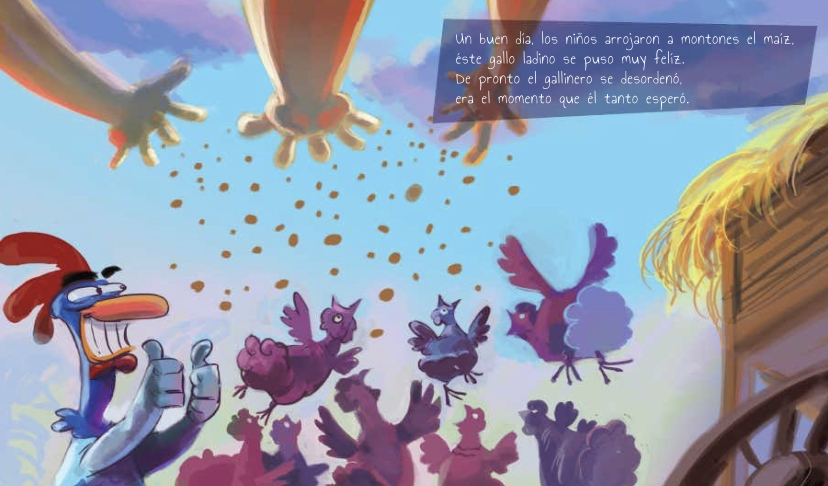 Un buen día, los niños arrojaron a montones el maíz,
éste gallo ladino se puso muy feliz.
De pronto el gallinero se desordenó,
era el momento que él tanto esperó.